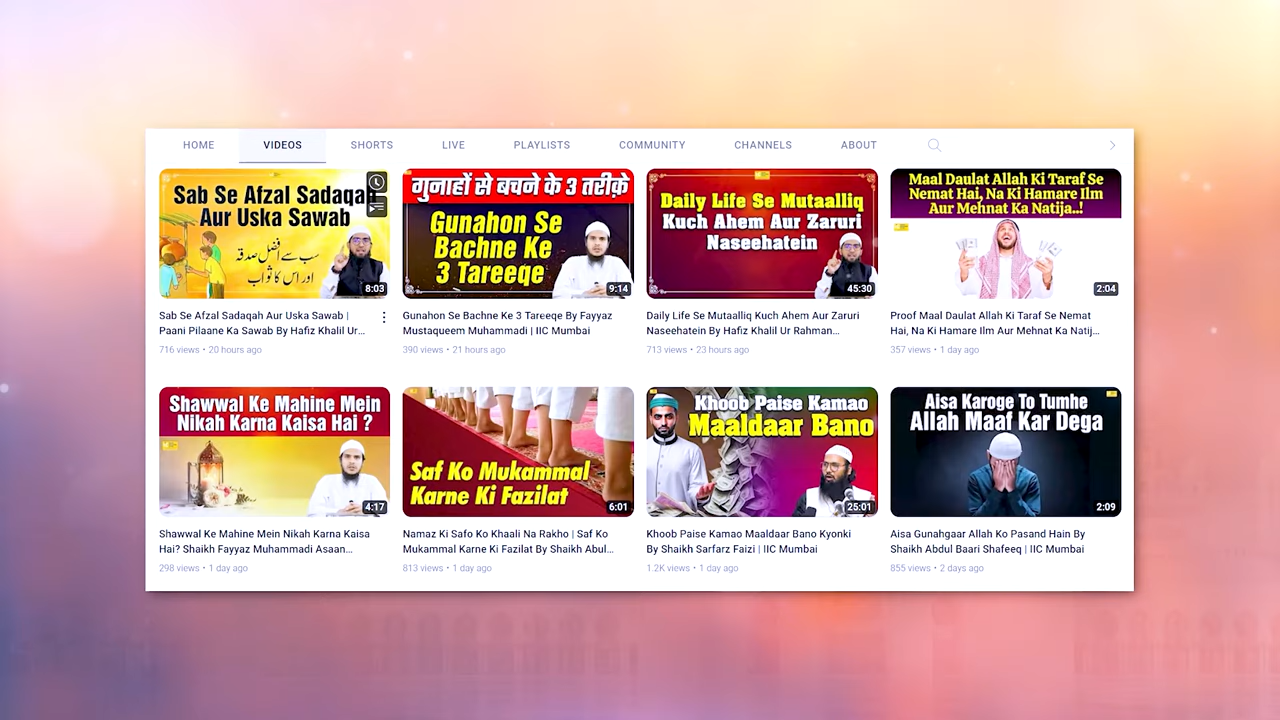 HOME VIDEOS SHORTS LIVE PLAYLISTS COMMUNITY CHANNELS ABOUT
Sab Se Afzal Sadaqah
Aur Uska Sawab
سب سے افضل صدقہ
اور اس کا ثواب
8:03
गुनाहों से बचने के 3 तरीक़े
Gunahon Se
Bachne Ke
3 Tareeqe
9:14
Daily Life Se Mutaalliq
Kuch Ahem Aur Zaruri
Naseehatein
45:30
Maal Daulat Allah Ki Taraf Se
Nemat Hai, Na Ki Hamare Ilm
Aur Mehnat Ka Natija..!
2:04
Sab Se Afzal Sadaqah Aur Uska Sawab |
Paani Pilaane Ka Sawab By Hafiz Khalil Ur...
716 views • 20 hours ago
Gunahon Se Bachne Ke 3 Tareeqe By Fayyaz
Mustaqueem Muhammadi | IIC Mumbai
390 views • 21 hours ago
Daily Life Se Mutaalliq Kuch Ahem Aur Zaruri
Naseehatein By Hafiz Khalil Ur Rahman...
713 views • 23 hours ago
Proof Maal Daulat Allah Ki Taraf Se Nemat
Hai, Na Ki Hamare Ilm Aur Mehnat Ka Natij...
357 views • 1 day ago
Shawwal Ke Mahine Mein
Nikah Karna Kaisa Hai ?
4:17
Saf Ko Mukammal
Karne Ki Fazilat
6:01
Khoob Paise Kamao
Maaldaar Bano
25:01
Aisa Karoge To Tumhe
Allah Maaf Kar Dega
2:09
Shawwal Ke Mahine Mein Nikah Karna Kaisa
Hai? Shaikh Fayyaz Muhammadi Asaan...
298 views • 1 day ago
Namaz Ki Safo Ko Khaali Na Rakho | Saf Ko
Mukammal Karne Ki Fazilat By Shaikh Abul...
813 views • 1 day ago
Khoob Paise Kamao Maaldaar Bano Kyonki
By Shaikh Sarfarz Faizi | IIC Mumbai
1.2K views • 1 day ago
Aisa Gunahgaar Allah Ko Pasand Hain By
Shaikh Abdul Baari Shafeeq | IIC Mumbai
855 views • 2 days ago